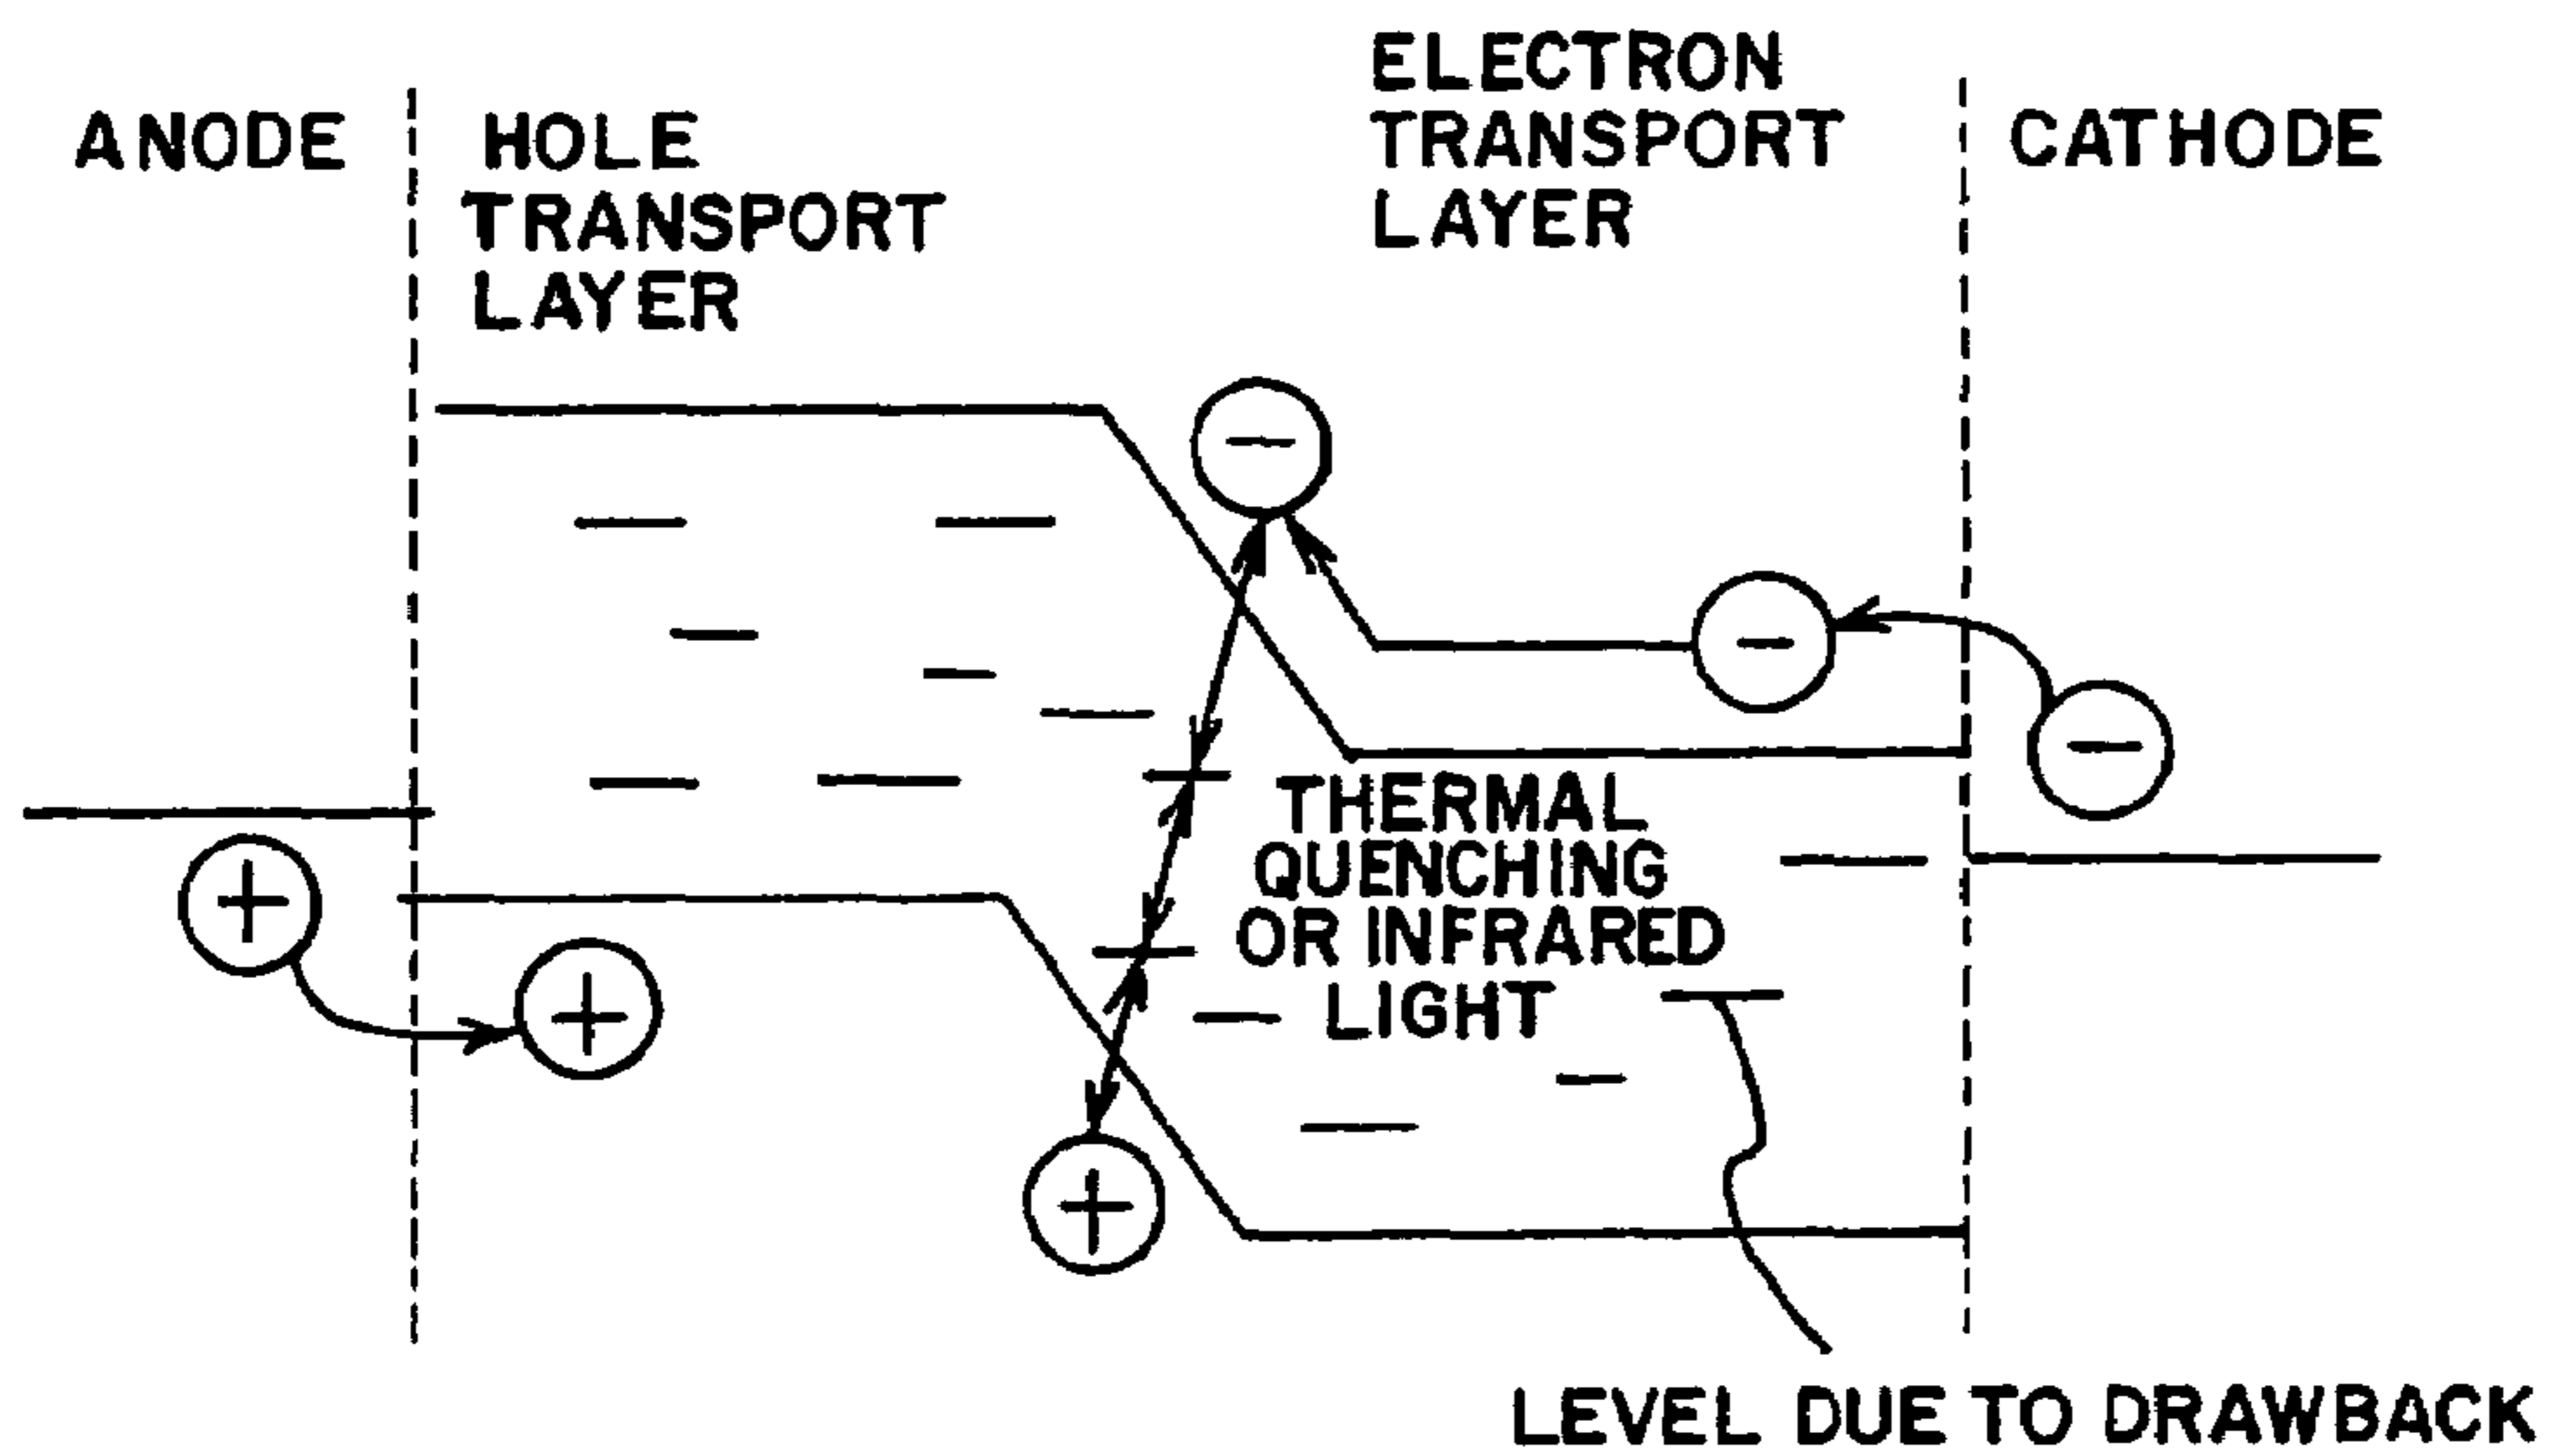 ANODE
HOLE
TRANSPORT
LAYER
ELECTRON
TRANSPORT
LAYER
CATHODE
THERMAL
QUENCHING
OR INFRARED
LIGHT
LEVEL DUE TO DRAWBACK